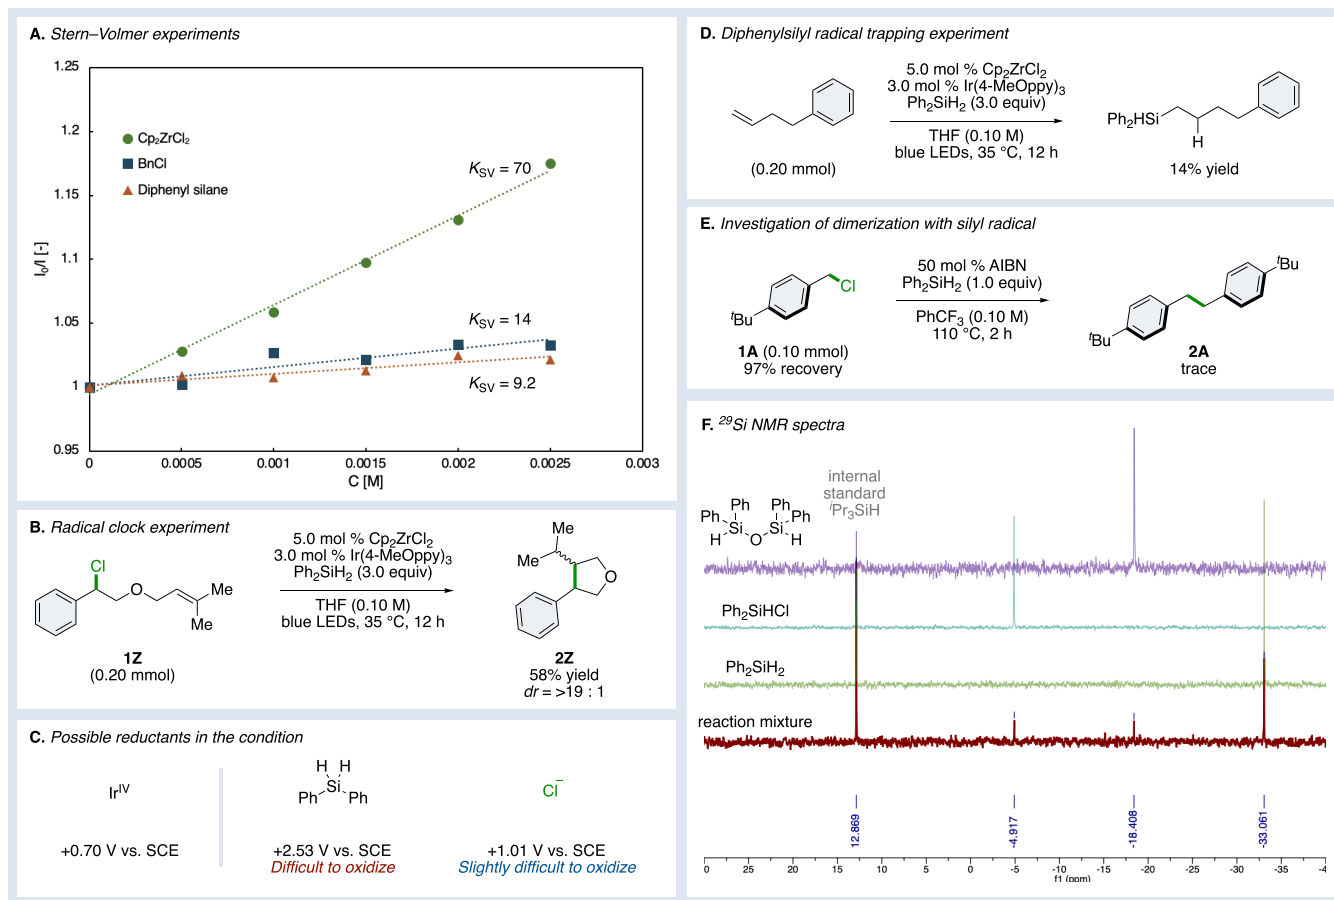 A. Stern–Volmer experiments
1.25
1.2
1.15
1.1
1.05
1
0.95
I₀/I [-]
Cp₂ZrCl₂
BnCl
Diphenyl silane
K_SV = 70
K_SV = 14
K_SV = 9.2
0 0.0005 0.001 0.0015 0.002 0.0025 0.003
C [M]
B. Radical clock experiment
Cl
O
Me
Me
1Z
(0.20 mmol)
5.0 mol % Cp₂ZrCl₂
3.0 mol % Ir(4-MeOppy)₃
Ph₂SiH₂ (3.0 equiv)
THF (0.10 M)
blue LEDs, 35 °C, 12 h
Me
Me
O
2Z
58% yield
dr = >19 : 1
C. Possible reductants in the condition
Ir^IV
+0.70 V vs. SCE
H H
Si
Ph Ph
+2.53 V vs. SCE
Difficult to oxidize
Cl⁻
+1.01 V vs. SCE
Slightly difficult to oxidize
D. Diphenylsilyl radical trapping experiment
(0.20 mmol)
5.0 mol % Cp₂ZrCl₂
3.0 mol % Ir(4-MeOppy)₃
Ph₂SiH₂ (3.0 equiv)
THF (0.10 M)
blue LEDs, 35 °C, 12 h
Ph₂HSi
H
14% yield
E. Investigation of dimerization with silyl radical
Cl
ᵗBu
1A (0.10 mmol)
97% recovery
50 mol % AIBN
Ph₂SiH₂ (1.0 equiv)
PhCF₃ (0.10 M)
110 °C, 2 h
ᵗBu
ᵗBu
2A
trace
F. ²⁹Si NMR spectra
internal
standard
ⁱPr₃SiH
Ph Ph
Ph Si Si Ph
H O H
Ph₂SiHCl
Ph₂SiH₂
reaction mixture
12.869
-4.917
-18.408
-33.061
0 25 20 15 10 5 0 -5 -10 -15 -20 -25 -30 -35 -4
f1 (ppm)